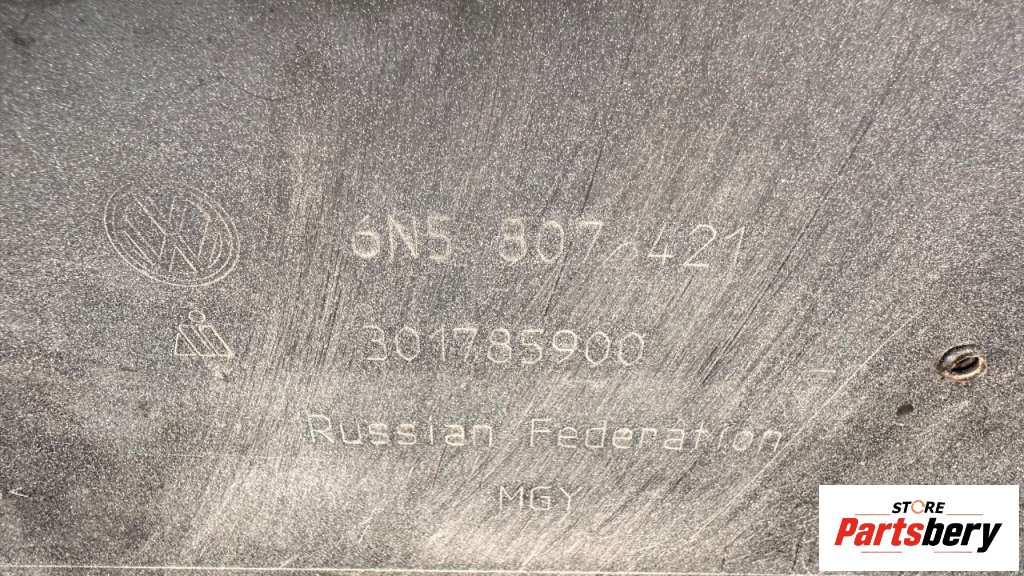 6N5 807 421
301785900
Russian Federation
MGY
STORE
Partsbery